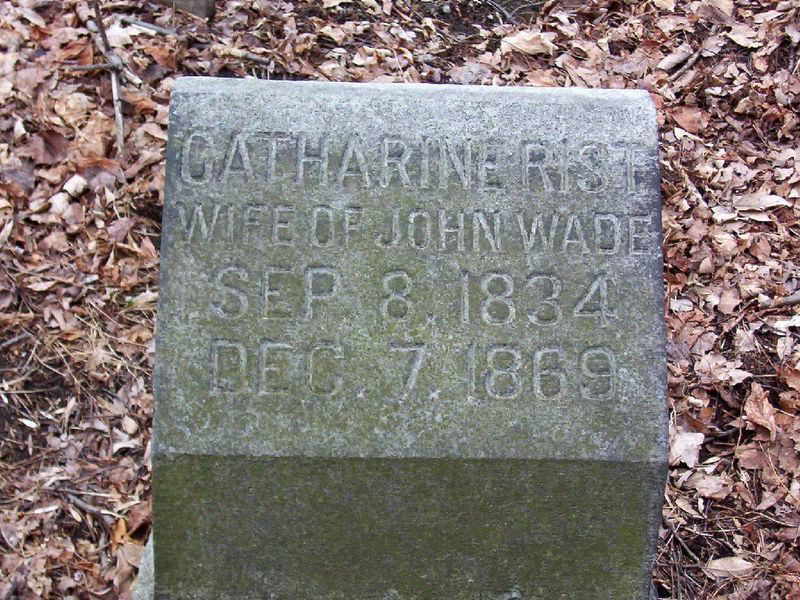 CATHARINE RIST
WIFE OF JOHN WADE
SEP. 8, 1834
DEC. 7, 1869